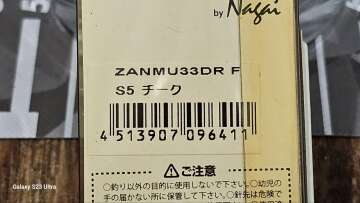 by Nagai
ZANMU33DR F
S5 チーク
4 513907 096411
⚠ご注意
○釣り以外の目的に使用しないで下さい。○幼児の
手の届かない所に保管して下さい。○針先は危険で
Galaxy S23 Ultra